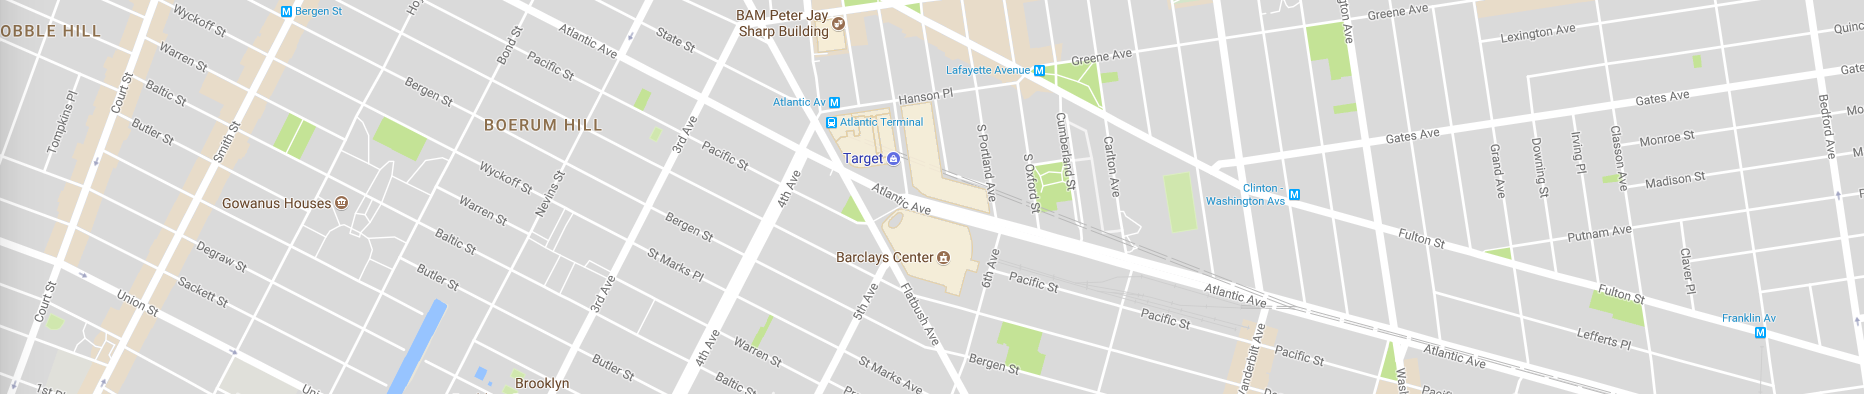 Bergen St
Wyckoff St
Bond St
BAM Peter Jay
Sharp Building
Greene Ave
Lexington Ave
OBBLE HILL
Atlantic Ave
State St
Warren St
Pacific St
Greene Ave
Lafayette Avenue
Gates Ave
Court St
Baltic St
Bergen St
Hanson Pl
Gates Ave
Atlantic Av
Tompkins Pl
Butler St
Smith St
BOERUM HILL
3rd Ave
Atlantic Terminal
Gates Ave
Monroe St
Bedford Ave
Pacific St
Target
S Portland Ave
S Oxford St
Cumberland St
Carlton Ave
Grand Ave
Downing St
Irving Pl
Classon Ave
Madison St
Wyckoff St
Nevins St
4th Ave
Atlantic Ave
Clinton -
Washington Avs
Gowanus Houses
Warren St
Bergen St
Putnam Ave
Fulton St
Baltic St
Degraw St
St Marks Pl
Barclays Center
6th Ave
Claver Pl
Butler St
Pacific St
Sackett St
Union St
Court St
3rd Ave
5th Ave
Flatbush Ave
Atlantic Ave
Fulton St
Pacific St
Franklin Av
4th Ave
Warren St
Vanderbilt Ave
Pacific St
Lefferts Pl
Atlantic Ave
Butler St
St Marks Ave
Bergen St
Brooklyn
Baltic St